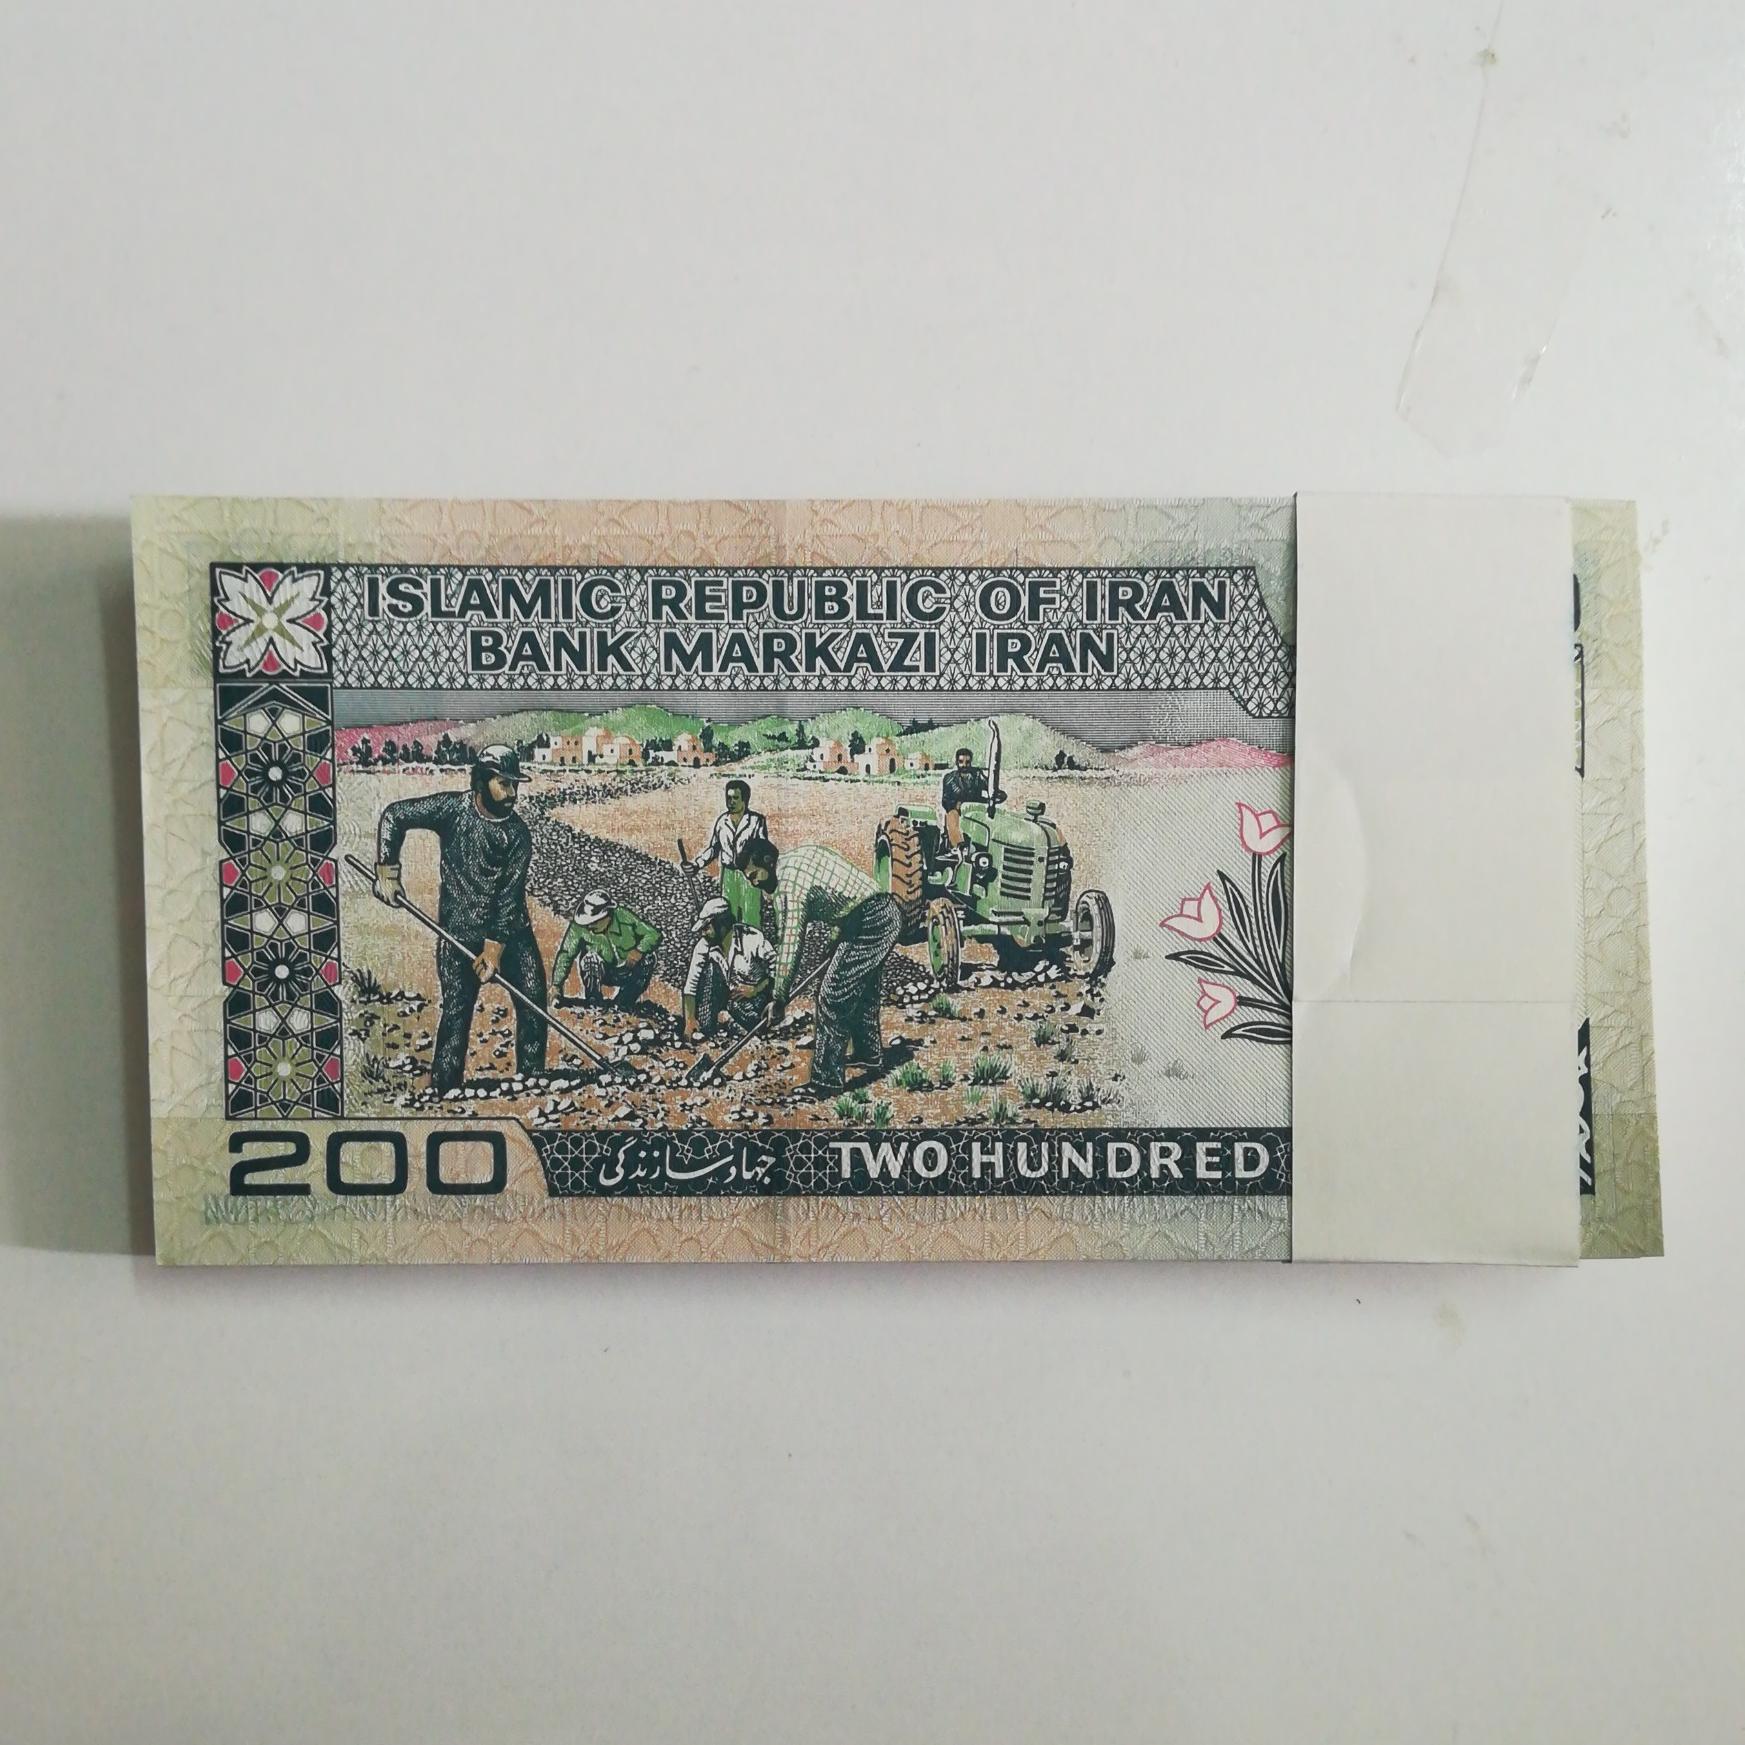 ISLAMIC REPUBLIC OF IRAN
BANK MARKAZI IRAN
200
جهاد سازندگی
TWO HUNDRED